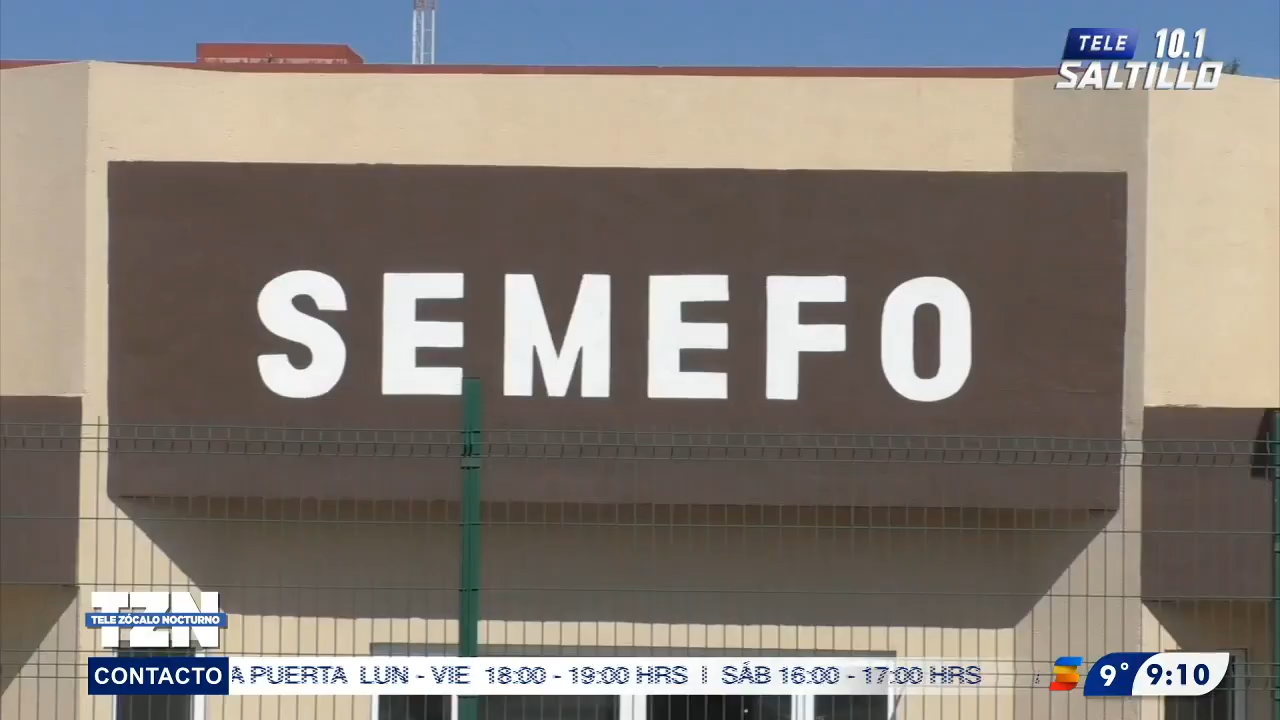 TELE 10.1
SALTILLO
SEMEFO
TZN
TELE ZÓCALO NOCTURNO
CONTACTO A PUERTA LUN - VIE 18:00 - 19:00 HRS | SÁB 16:00 - 17:00 HRS
9° 9:10